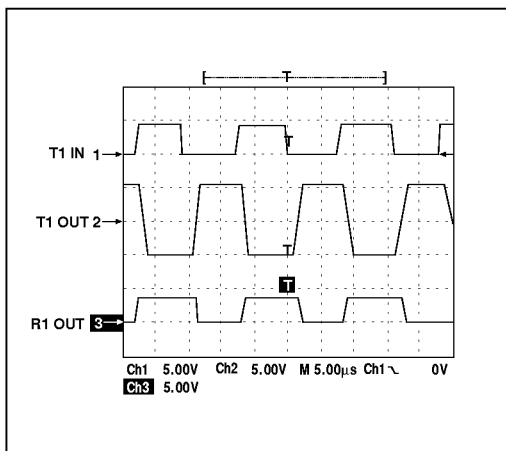 T
T1 IN 1
T
T1 OUT 2
T
T
R1 OUT 3
Ch1 5.00V Ch2 5.00V M 5.00µs Ch1 0V
Ch3 5.00V